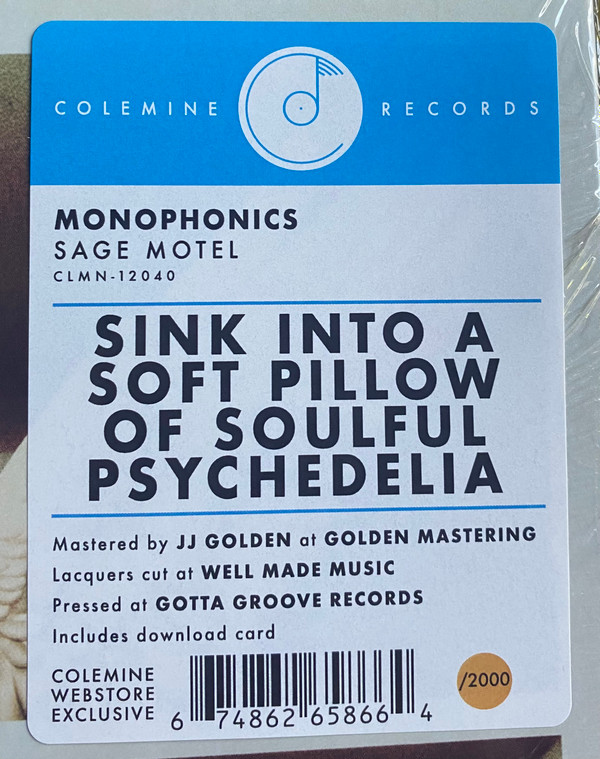 COLEMINE RECORDS
MONOPHONICS
SAGE MOTEL
CLMN-12040
SINK INTO A
SOFT PILLOW
OF SOULFUL
PSYCHEDELIA
Mastered by JJ GOLDEN at GOLDEN MASTERING
Lacquers cut at WELL MADE MUSIC
Pressed at GOTTA GROOVE RECORDS
Includes download card
COLEMINE
WEBSTORE
EXCLUSIVE
6 74862 65866 4
/2000